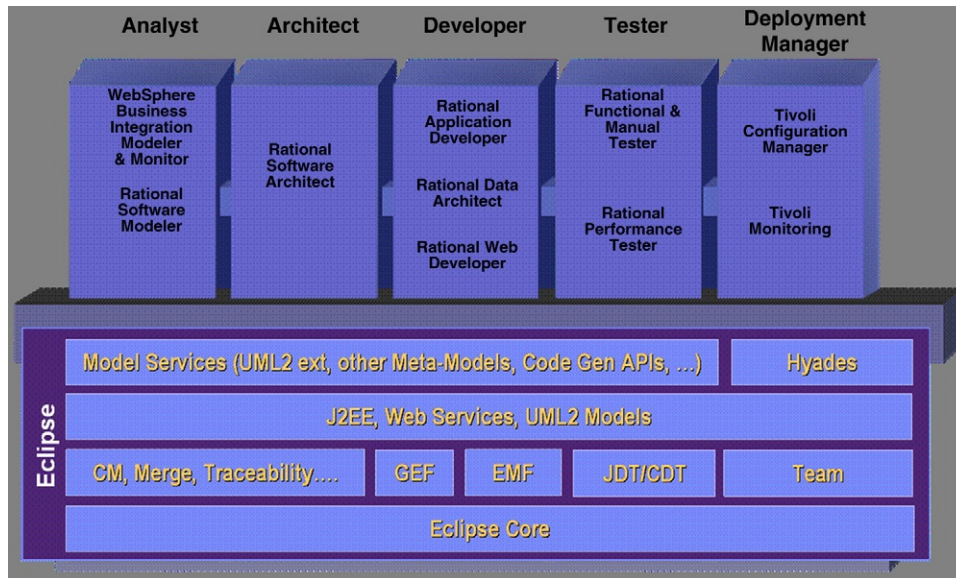 Analyst
Architect
Developer
Tester
Deployment
Manager
WebSphere
Business
Integration
Modeler
& Monitor
Rational
Software
Modeler
Rational
Software
Architect
Rational
Application
Developer
Rational Data
Architect
Rational Web
Developer
Rational
Functional &
Manual
Tester
Rational
Performance
Tester
Tivoli
Configuration
Manager
Tivoli
Monitoring
Eclipse
Model Services (UML2 ext, other Meta-Models, Code Gen APIs, ...)
Hyades
J2EE, Web Services, UML2 Models
CM, Merge, Traceability....
GEF
EMF
JDT/CDT
Team
Eclipse Core